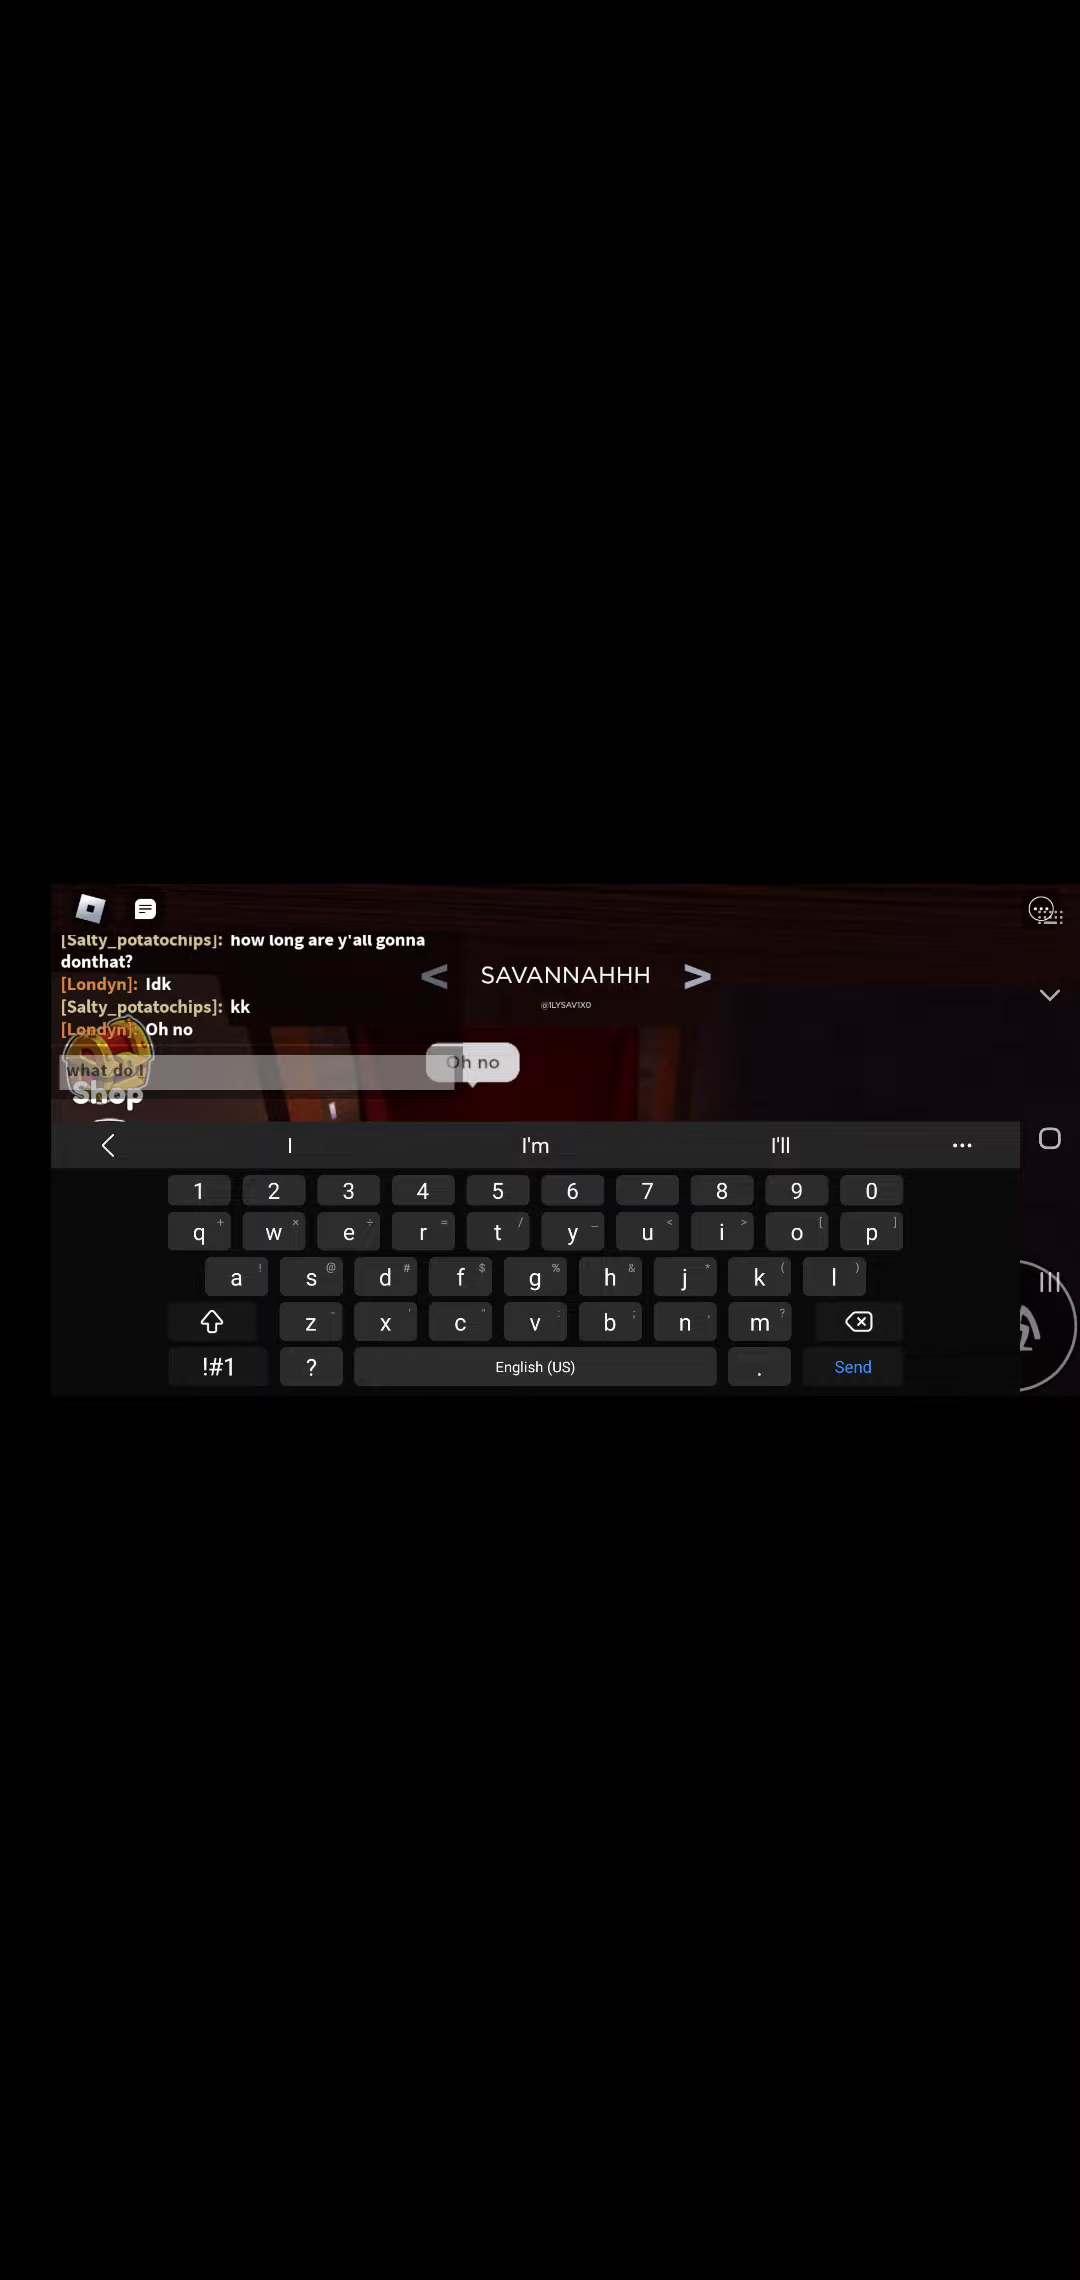 [Salty_potatochips]: how long are y'all gonna
donthat?
[Londyn]: Idk
[Salty_potatochips]: kk
[Londyn]: Oh no
what do I
Shop
< SAVANNAHHH >
@1LYSAV1X0
Oh no
I I'm I'll ...
1 2 3 4 5 6 7 8 9 0
q + w × e ÷ r = t / y _ u < i > o [ p ]
a ! s @ d # f $ g % h & j * k ( l )
z - x ' c " v : b ; n , m ?
!#1 ? English (US) . Send